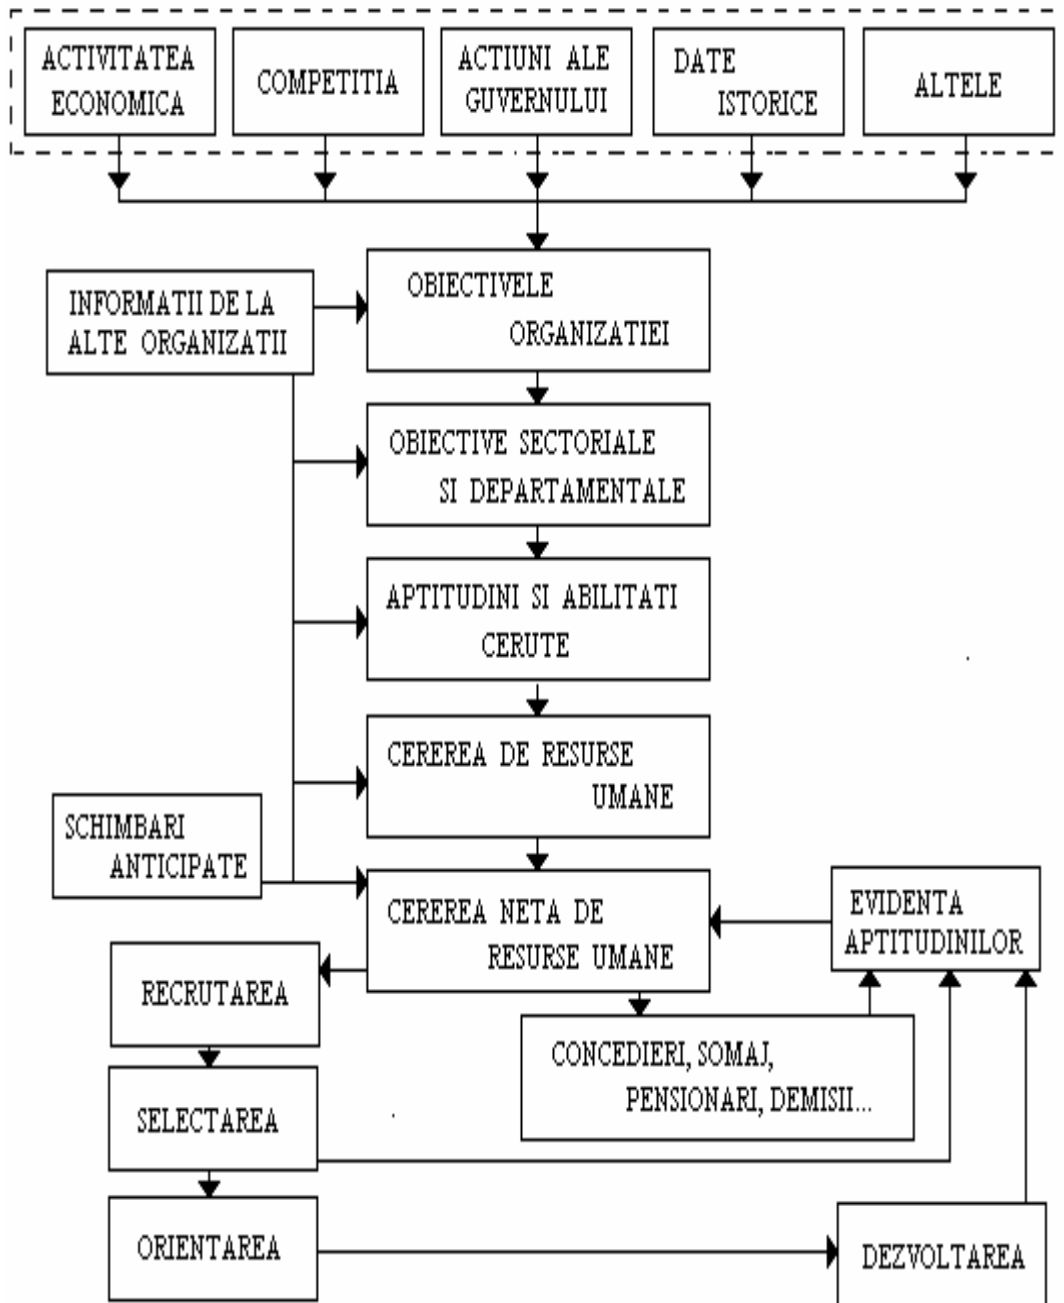 ACTIVITATEA
ECONOMICA
COMPETITIA
ACTIUNI ALE
GUVERNULUI
DATE
ISTORICE
ALTELE
INFORMATII DE LA
ALTE ORGANIZATII
OBIECTIVELE
ORGANIZATIEI
OBIECTIVE SECTORIALE
SI DEPARTAMENTALE
APTITUDINI SI ABILITATI
CERUTE
CEREREA DE RESURSE
UMANE
SCHIMBARI
ANTICIPATE
CEREREA NETA DE
RESURSE UMANE
EVIDENTA
APTITUDINILOR
RECRUTAREA
CONCEDIERI, SOMAJ,
PENSIONARI, DEMISII...
SELECTAREA
ORIENTAREA
DEZVOLTAREA